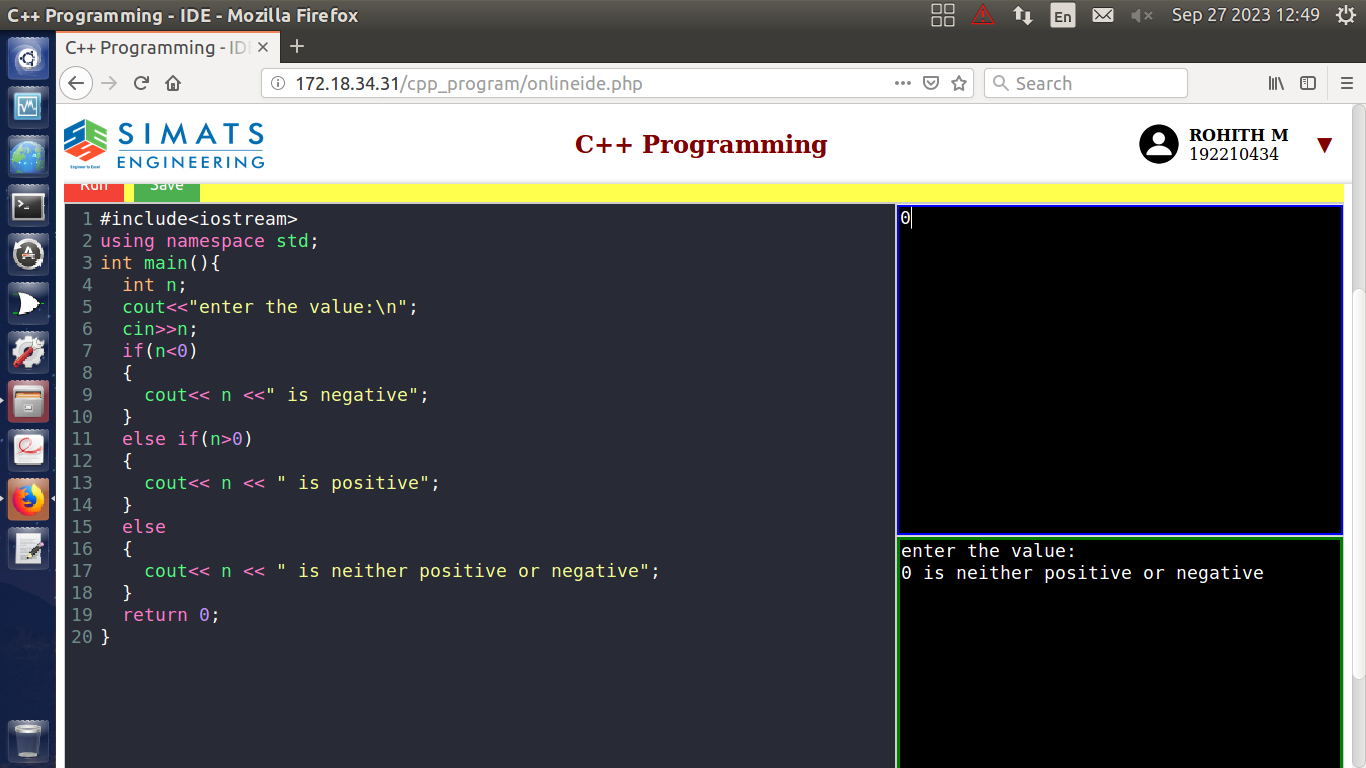 C++ Programming - IDE - Mozilla Firefox
En
Sep 27 2023 12:49
C++ Programming - IDE
172.18.34.31/cpp_program/onlineide.php
Search
SIMATS
ENGINEERING
Engineer to Excel
C++ Programming
ROHITH M
192210434
Run
Save
1 #include<iostream>
2 using namespace std;
3 int main(){
4   int n;
5   cout<<"enter the value:\n";
6   cin>>n;
7   if(n<0)
8   {
9     cout<< n <<" is negative";
10   }
11   else if(n>0)
12   {
13     cout<< n << " is positive";
14   }
15   else
16   {
17     cout<< n << " is neither positive or negative";
18   }
19   return 0;
20 }
0
enter the value:
0 is neither positive or negative